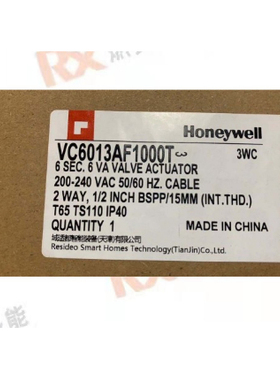 RX
Honeywell
VC6013AF1000T
3WC
6 SEC. 6 VA VALVE ACTUATOR
200-240 VAC 50/60 HZ. CABLE
2 WAY, 1/2 INCH BSPP/15MM (INT.THD.)
T65 TS110 IP40
QUANTITY 1
MADE IN CHINA
Resideo Smart Homes Technology(TianJin)Co.,Ltd.
能